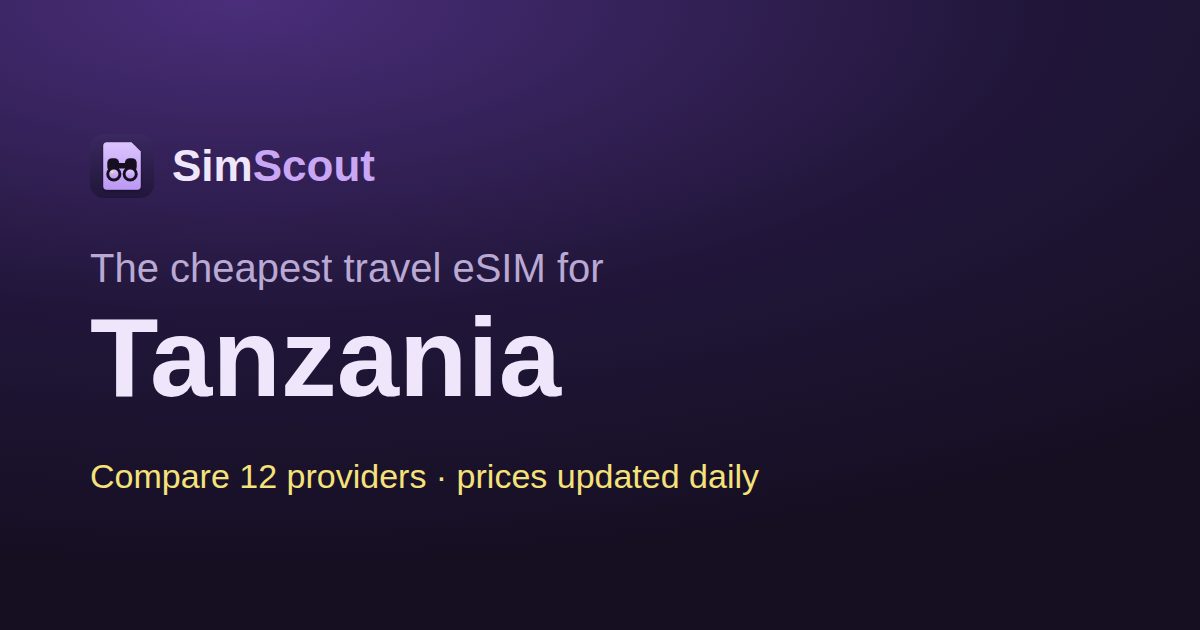 SimScout
The cheapest travel eSIM for
Tanzania
Compare 12 providers · prices updated daily